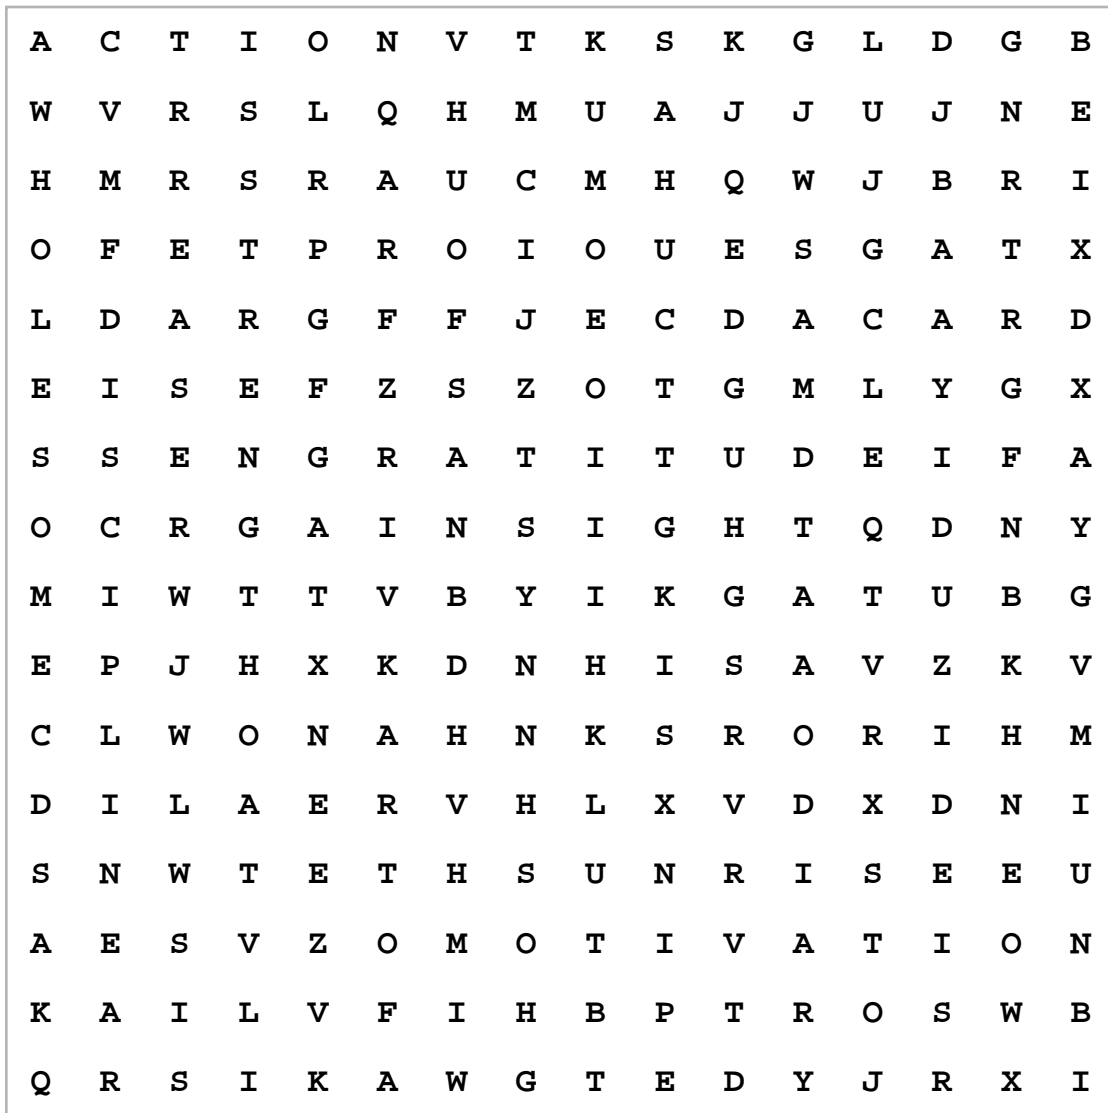 A C T I O N V T K S K G L D G B
W V R S L Q H M U A J J U J N E
H M R S R A U C M H Q W J B R I
O F E T P R O I O U E S G A T X
L D A R G F F J E C D A C A R D
E I S E F Z S Z O T G M L Y G X
S S E N G R A T I T U D E I F A
O C R G A I N S I G H T Q D N Y
M I W T T V B Y I K G A T U B G
E P J H X K D N H I S A V Z K V
C L W O N A H N K S R O R I H M
D I L A E R V H L X V D X D N I
S N W T E T H S U N R I S E E U
A E S V Z O M O T I V A T I O N
K A I L V F I H B P T R O S W B
Q R S I K A W G T E D Y J R X I